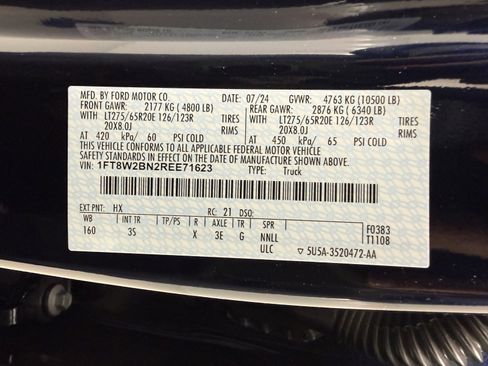 MFD. BY FORD MOTOR CO. 07/24 GVWR: 4763 KG (10500 LB)
FRONT GAWR: 2177 KG ( 4800 LB) REAR GAWR: 2876 KG ( 6340 LB)
WITH LT275/65R20E 126/123R TIRES WITH LT275/65R20E 126/123R TIRES
20X8.0J RIMS 20X8.0J RIMS
AT 420 kPa/ 60 PSI COLD AT 450 kPa/ 65 PSI COLD
THIS VEHICLE CONFORMS TO ALL APPLICABLE FEDERAL MOTOR VEHICLE
SAFETY STANDARDS IN EFFECT ON THE DATE OF MANUFACTURE SHOWN ABOVE.
VIN: 1FT8W2BN2REE71623 TYPE: Truck
EXT PNT: HX RC: 21 DSO: F0383
WB INT TR TP/PS R AXLE TR SPR T1108
160 3S X 3E G NNLL
ULC ▽ 5U5A-3520472-AA